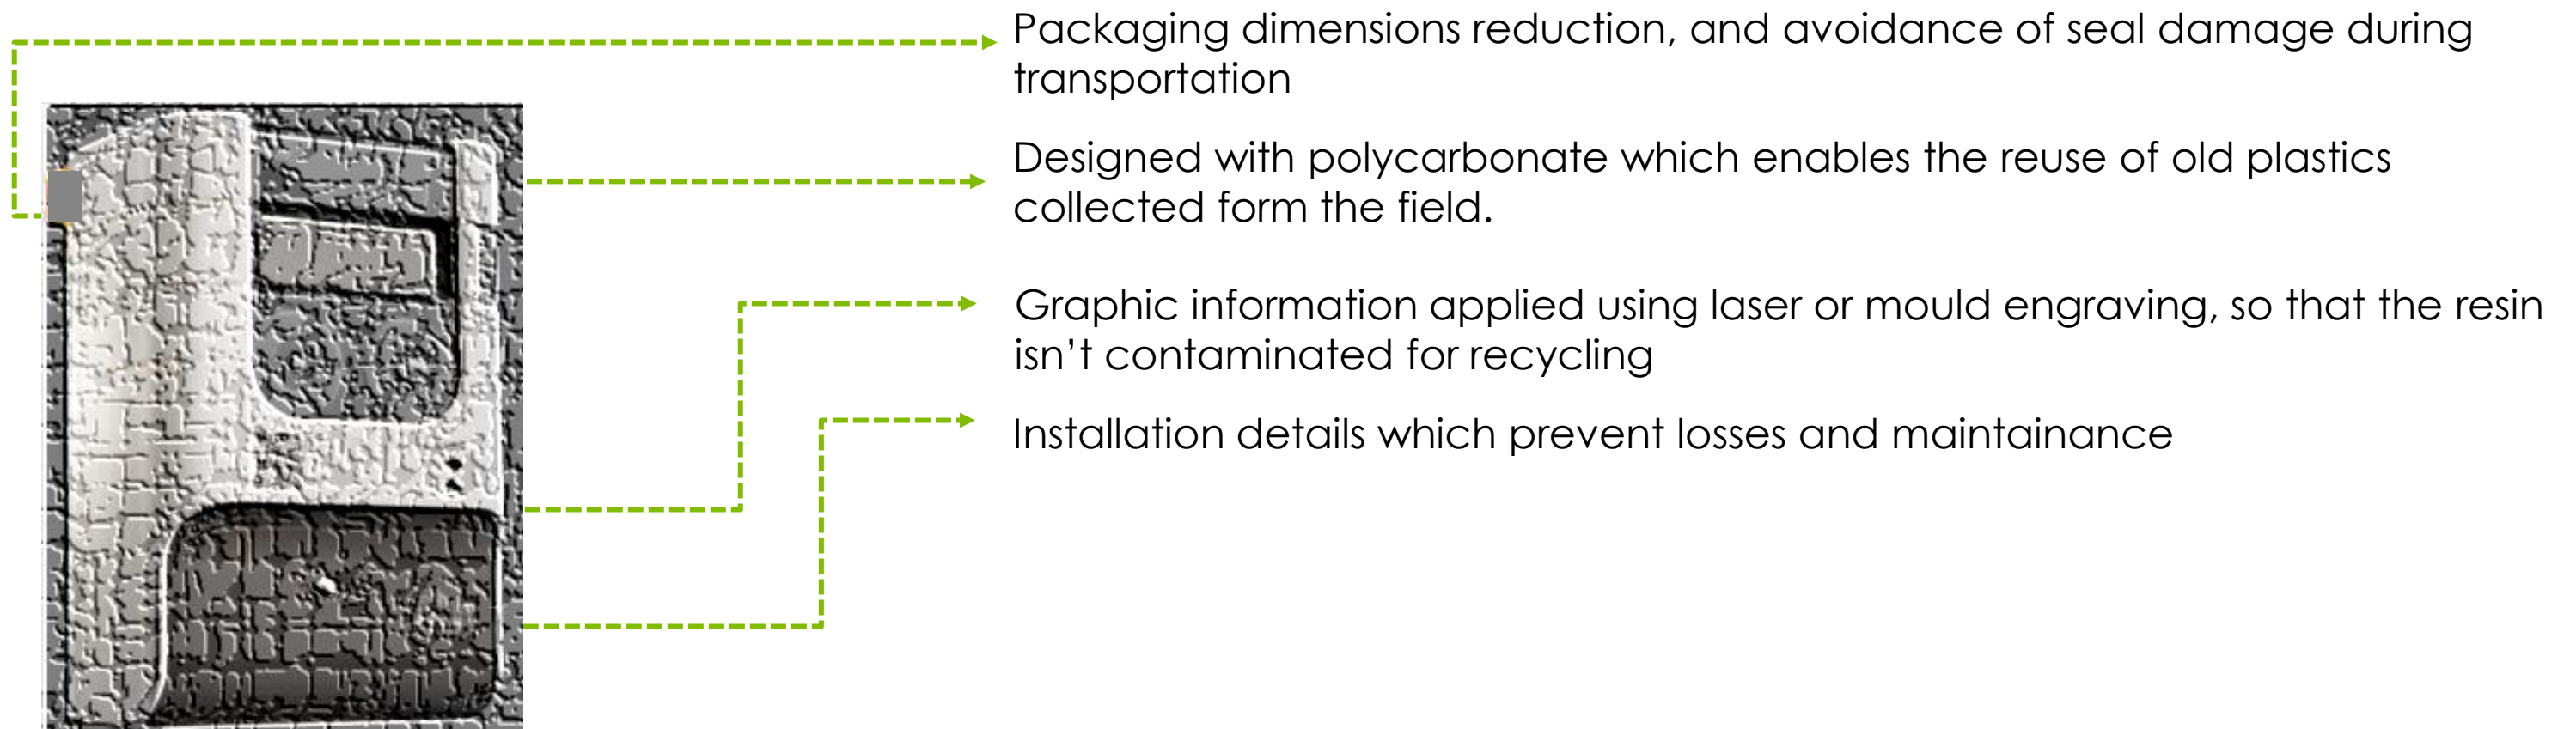 Packaging dimensions reduction, and avoidance of seal damage during
transportation
Designed with polycarbonate which enables the reuse of old plastics
collected form the field.
Graphic information applied using laser or mould engraving, so that the resin
isn’t contaminated for recycling
Installation details which prevent losses and maintainance